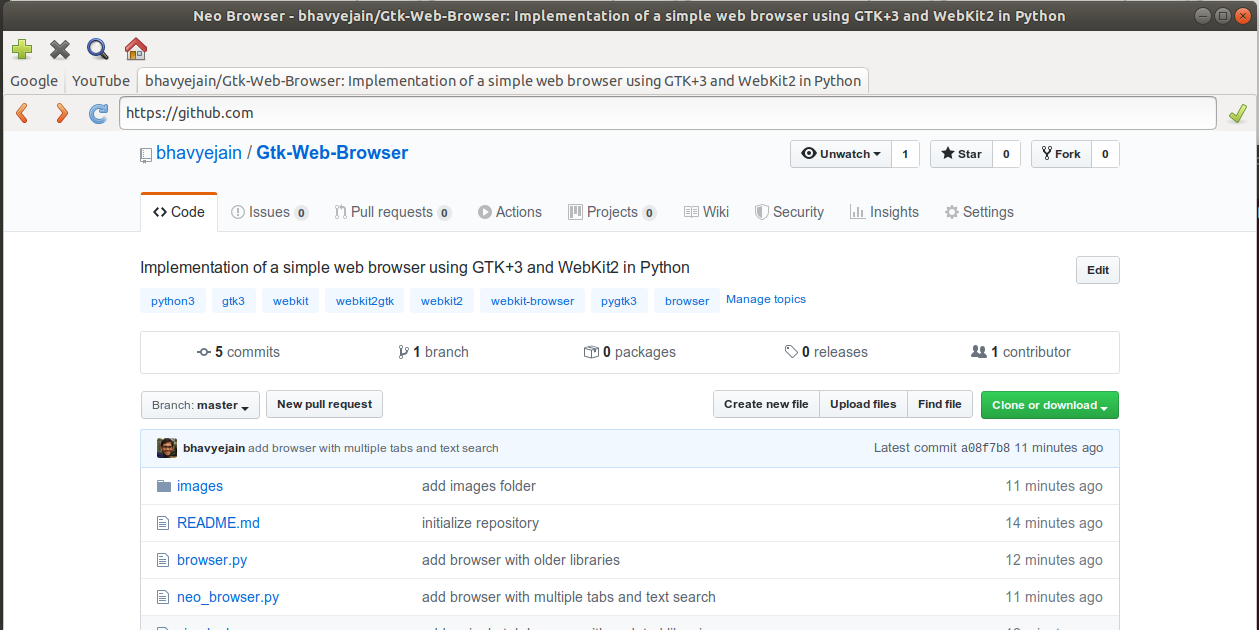 Neo Browser - bhavyejain/Gtk-Web-Browser: Implementation of a simple web browser using GTK+3 and WebKit2 in Python
Google YouTube bhavyejain/Gtk-Web-Browser: Implementation of a simple web browser using GTK+3 and WebKit2 in Python
https://github.com
bhavyejain / Gtk-Web-Browser Unwatch 1 Star 0 Fork 0
Code Issues 0 Pull requests 0 Actions Projects 0 Wiki Security Insights Settings
Implementation of a simple web browser using GTK+3 and WebKit2 in Python Edit
python3 gtk3 webkit webkit2gtk webkit2 webkit-browser pygtk3 browser Manage topics
5 commits 1 branch 0 packages 0 releases 1 contributor
Branch: master New pull request Create new file Upload files Find file Clone or download
bhavyejain add browser with multiple tabs and text search Latest commit a08f7b8 11 minutes ago
images add images folder 11 minutes ago
README.md initialize repository 14 minutes ago
browser.py add browser with older libraries 12 minutes ago
neo_browser.py add browser with multiple tabs and text search 11 minutes ago